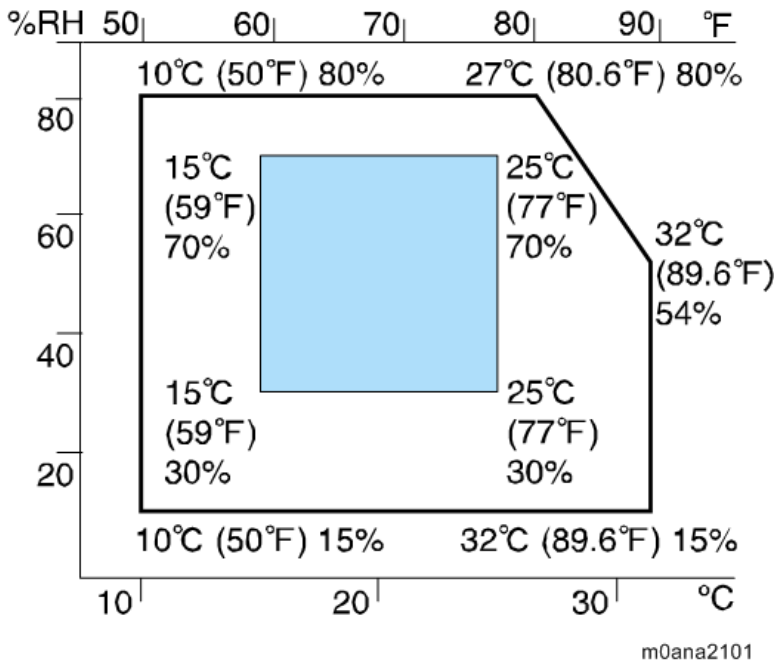 %RH 50 60 70 80 90 °F
10°C (50°F) 80% 27°C (80.6°F) 80%
80
15°C 25°C
(59°F) (77°F)
70% 70%
60 32°C
(89.6°F)
54%
40
15°C 25°C
(59°F) (77°F)
30% 30%
20
10°C (50°F) 15% 32°C (89.6°F) 15%
10 20 30 °C
m0ana2101